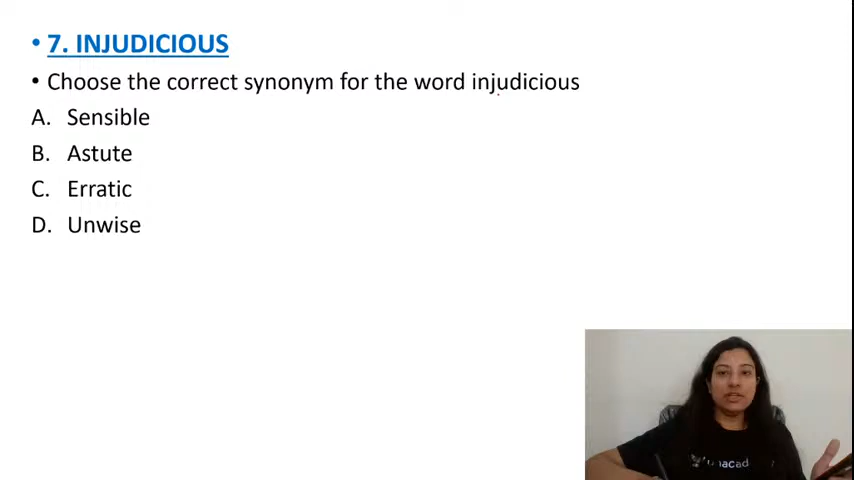 • 7. INJUDICIOUS
• Choose the correct synonym for the word injudicious
A. Sensible
B. Astute
C. Erratic
D. Unwise